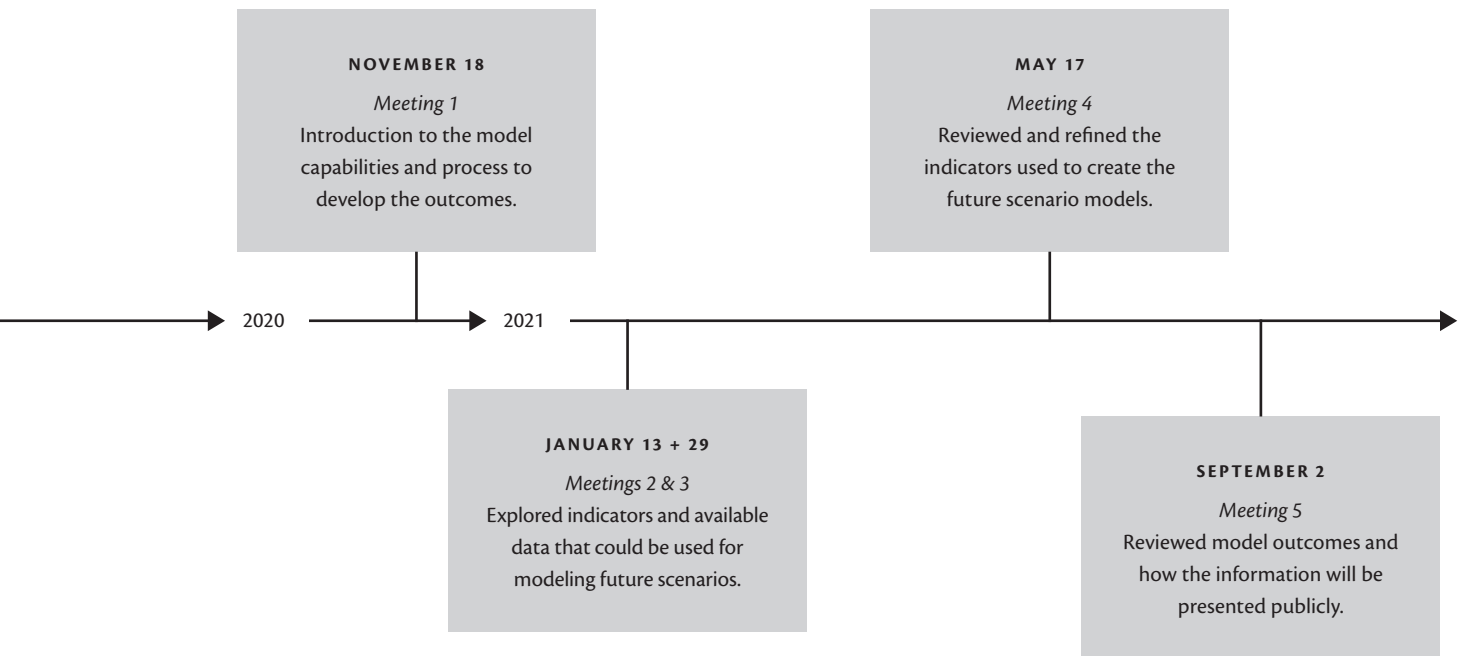 NOVEMBER 18
Meeting 1
Introduction to the model
capabilities and process to
develop the outcomes.
MAY 17
Meeting 4
Reviewed and refined the
indicators used to create the
future scenario models.
2020
2021
JANUARY 13 + 29
Meetings 2 & 3
Explored indicators and available
data that could be used for
modeling future scenarios.
SEPTEMBER 2
Meeting 5
Reviewed model outcomes and
how the information will be
presented publicly.